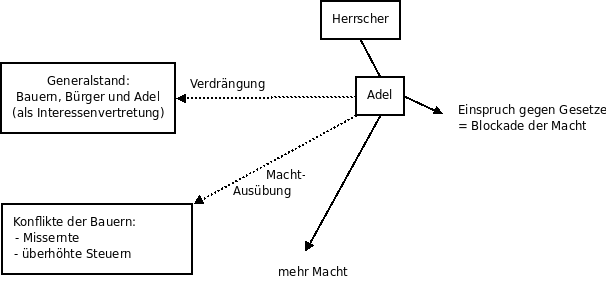 Herrscher
Generalstand:
Bauern, Bürger und Adel
(als Interessenvertretung)
Verdrängung
Adel
Einspruch gegen Gesetze
= Blockade der Macht
Macht-
Ausübung
Konflikte der Bauern:
- Missernte
- überhöhte Steuern
mehr Macht